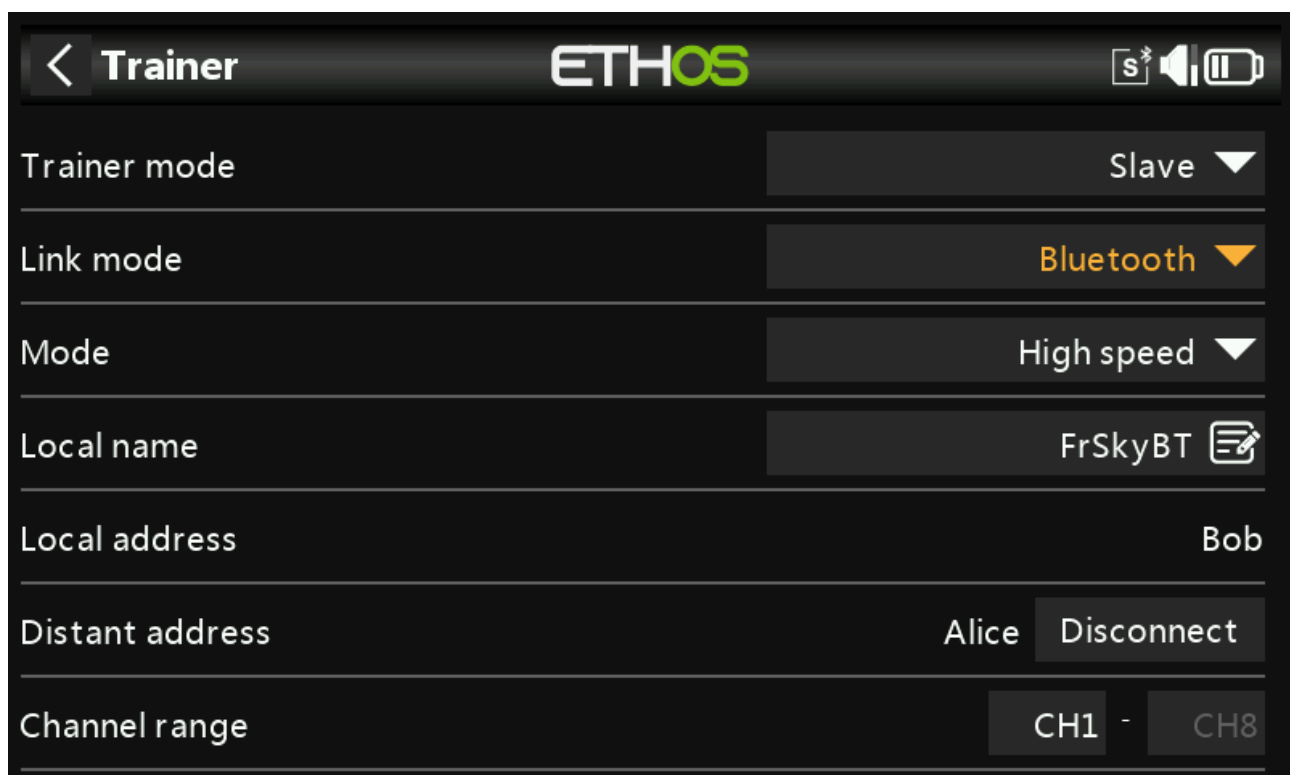 Trainer ETHOS S
Trainer mode Slave
Link mode Bluetooth
Mode High speed
Local name FrSkyBT
Local address Bob
Distant address Alice Disconnect
Channel range CH1 - CH8